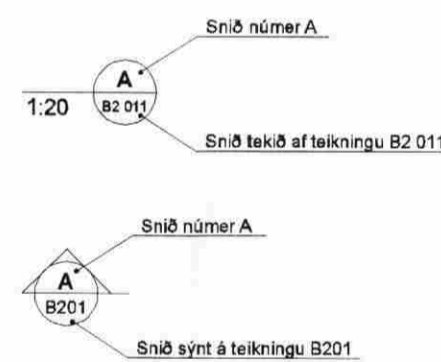 Snið númer A
A
1:20
B2 011
Snið tekið af teikningu B2 011
Snið númer A
A
B201
Snið sýnt á teikningu B201